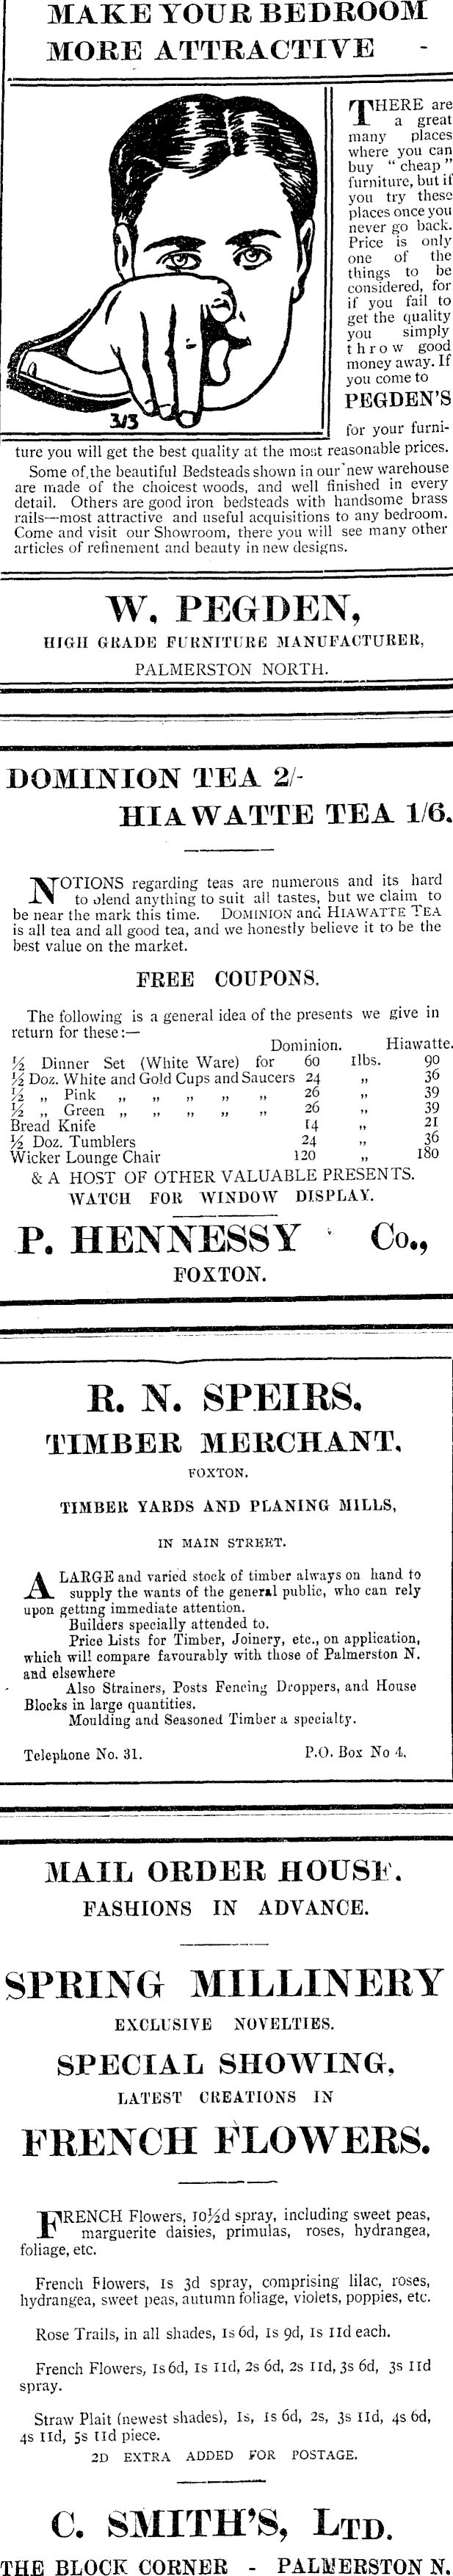 MAKE YOUR BEDROOM
MORE ATTRACTIVE -
THERE are
a great
many places
where you can
buy " cheap "
furniture, but if
you try these
places once you
never go back.
Price is only
one of the
things to be
considered, for
if you fail to
get the quality
you simply
throw good
money away. If
you come to
PEGDEN'S
for your furni-
3/3
ture you will get the best quality at the most reasonable prices.
Some of the beautiful Bedsteads shown in our new warehouse
are made of the choicest woods, and well finished in every
detail. Others are good iron bedsteads with handsome brass
rails—most attractive and useful acquisitions to any bedroom.
Come and visit our Showroom, there you will see many other
articles of refinement and beauty in new designs.
W. PEGDEN,
HIGH GRADE FURNITURE MANUFACTURER,
PALMERSTON NORTH.
DOMINION TEA 2/-
HIAWATTE TEA 1/6.
NOTIONS regarding teas are numerous and its hard
to blend anything to suit all tastes, but we claim to
be near the mark this time. DOMINION and HIAWATTE TEA
is all tea and all good tea, and we honestly believe it to be the
best value on the market.
FREE COUPONS.
The following is a general idea of the presents we give in
return for these:—
Dominion. Hiawatte.
½ Dinner Set (White Ware) for 60 lbs. 90
½ Doz. White and Gold Cups and Saucers 24 „ 36
½ „ Pink „ „ „ „ „ 26 „ 39
½ „ Green „ „ „ „ „ 26 „ 39
Bread Knife 14 „ 21
½ Doz. Tumblers 24 „ 36
Wicker Lounge Chair 120 „ 180
& A HOST OF OTHER VALUABLE PRESENTS.
WATCH FOR WINDOW DISPLAY.
P. HENNESSY Co.,
FOXTON.
R. N. SPEIRS,
TIMBER MERCHANT,
FOXTON.
TIMBER YARDS AND PLANING MILLS,
IN MAIN STREET.
A LARGE and varied stock of timber always on hand to
supply the wants of the general public, who can rely
upon getting immediate attention.
Builders specially attended to.
Price Lists for Timber, Joinery, etc., on application,
which will compare favourably with those of Palmerston N.
and elsewhere
Also Strainers, Posts Fencing Droppers, and House
Blocks in large quantities.
Moulding and Seasoned Timber a specialty.
Telephone No. 31. P.O. Box No 4.
MAIL ORDER HOUSE.
FASHIONS IN ADVANCE.
SPRING MILLINERY
EXCLUSIVE NOVELTIES.
SPECIAL SHOWING,
LATEST CREATIONS IN
FRENCH FLOWERS.
FRENCH Flowers, 10½d spray, including sweet peas,
marguerite daisies, primulas, roses, hydrangea,
foliage, etc.
French Flowers, 1s 3d spray, comprising lilac, roses,
hydrangea, sweet peas, autumn foliage, violets, poppies, etc.
Rose Trails, in all shades, 1s 6d, 1s 9d, 1s 11d each.
French Flowers, 1s 6d, 1s 11d, 2s 6d, 2s 11d, 3s 6d, 3s 11d
spray.
Straw Plait (newest shades), 1s, 1s 6d, 2s, 3s 11d, 4s 6d,
4s 11d, 5s 11d piece.
2D EXTRA ADDED FOR POSTAGE.
C. SMITH'S, LTD.
THE BLOCK CORNER - PALMERSTON N.